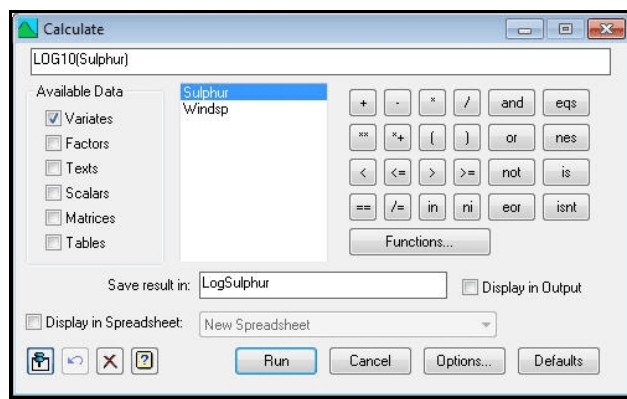 Calculate
LOG10(Sulphur)
Available Data
Variates
Factors
Texts
Scalars
Matrices
Tables
Sulphur
Windsp
+ - * / and eqs
** *+ ( ) or nes
< <= > >= not is
== /= in ni eor isnt
Functions...
Save result in: LogSulphur Display in Output
Display in Spreadsheet: New Spreadsheet
Run Cancel Options... Defaults